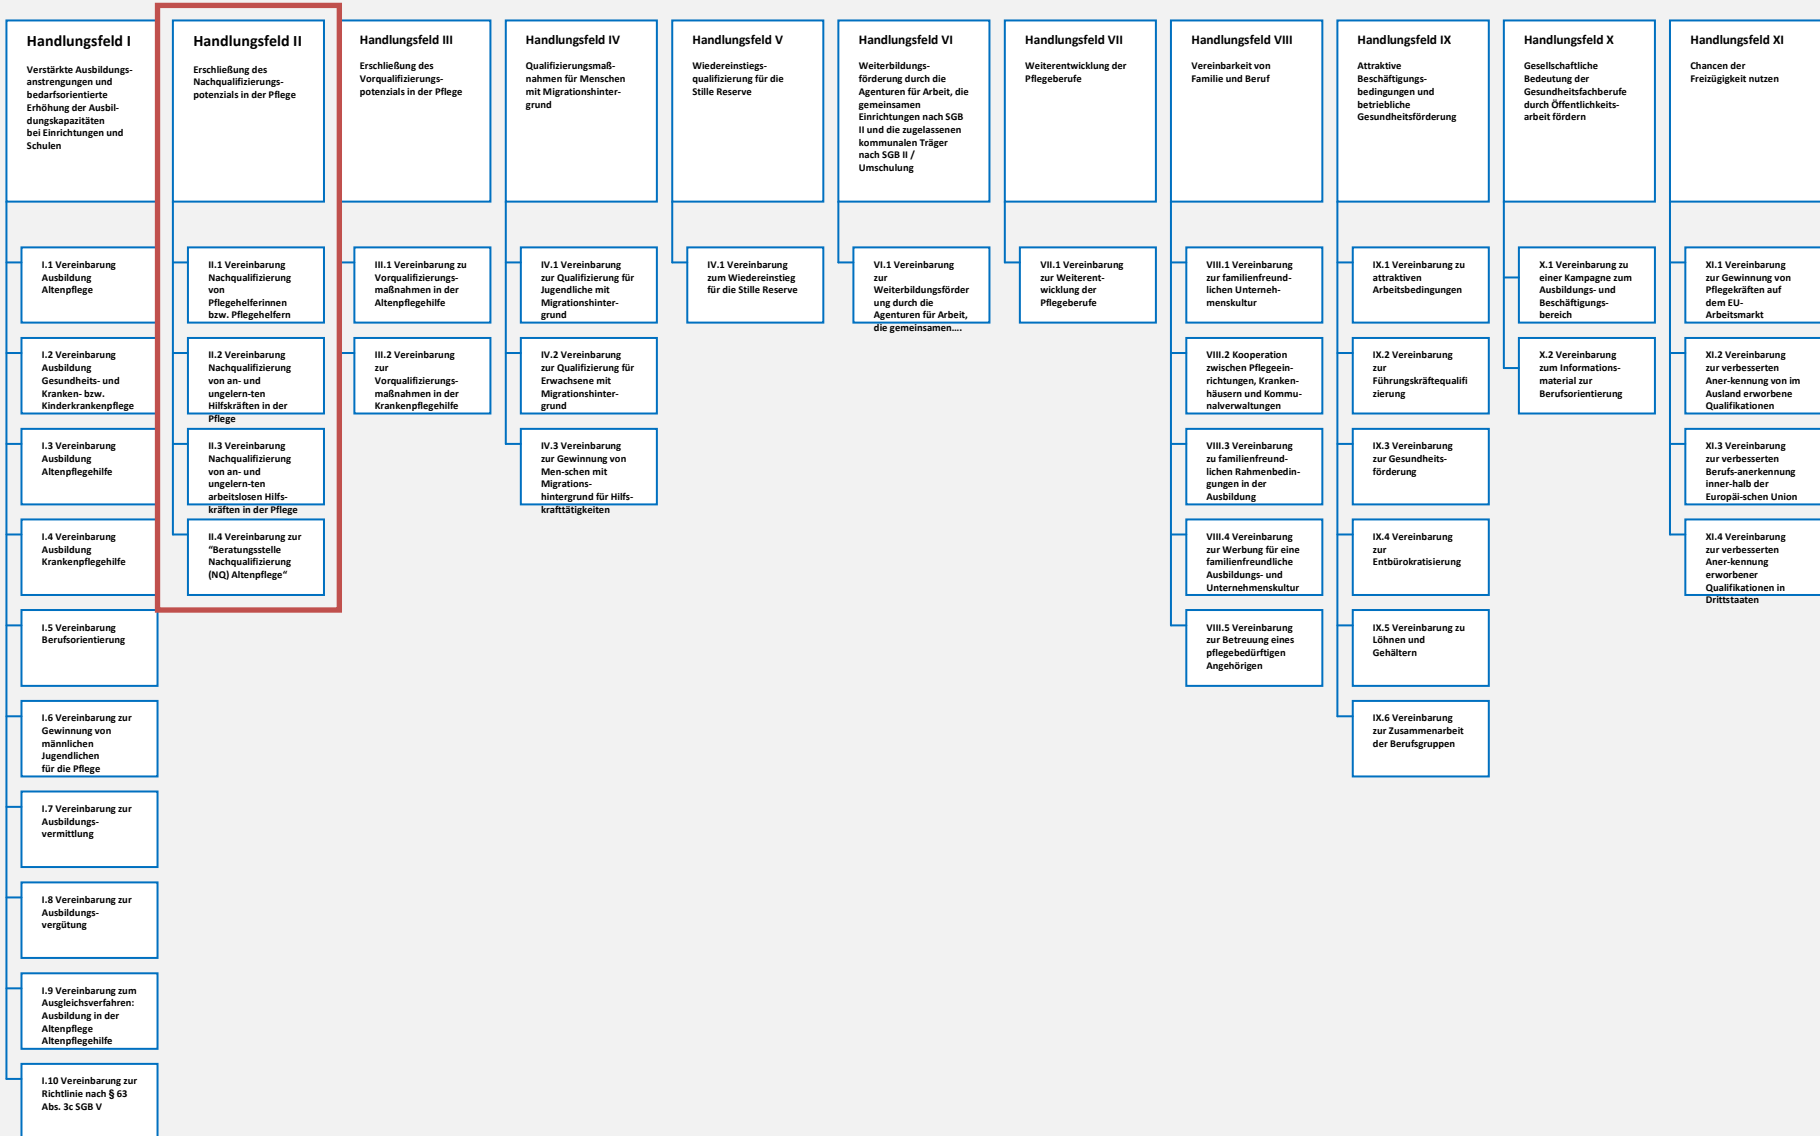 Handlungsfeld I
Verstärkte Ausbildungs-
anstrengungen und
bedarfsorientierte
Erhöhung der Ausbil-
dungskapazitäten
bei Einrichtungen und
Schulen
I.1 Vereinbarung
Ausbildung
Altenpflege
I.2 Vereinbarung
Ausbildung
Gesundheits- und
Kranken- bzw.
Kinderkrankenpflege
I.3 Vereinbarung
Ausbildung
Altenpflegehilfe
I.4 Vereinbarung
Ausbildung
Krankenpflegehilfe
I.5 Vereinbarung
Berufsorientierung
I.6 Vereinbarung zur
Gewinnung von
männlichen
Jugendlichen
für die Pflege
I.7 Vereinbarung zur
Ausbildungs-
vermittlung
I.8 Vereinbarung zur
Ausbildungs-
vergütung
I.9 Vereinbarung zum
Ausgleichsverfahren:
Ausbildung in der
Altenpflege
Altenpflegehilfe
I.10 Vereinbarung zur
Richtlinie nach § 63
Abs. 3c SGB V
Handlungsfeld II
Erschließung des
Nachqualifizierungs-
potenzials in der Pflege
II.1 Vereinbarung
Nachqualifizierung
von
Pflegehelferinnen
bzw. Pflegehelfern
II.2 Vereinbarung
Nachqualifizierung
von an- und
ungelern-ten
Hilfskräften in der
Pflege
II.3 Vereinbarung
Nachqualifizierung
von an- und
ungelern-ten
arbeitslosen Hilfs-
kräften in der Pflege
II.4 Vereinbarung zur
"Beratungsstelle
Nachqualifizierung
(NQ) Altenpflege"
Handlungsfeld III
Erschließung des
Vorqualifizierungs-
potenzials in der Pflege
III.1 Vereinbarung zu
Vorqualifizierungs-
maßnahmen in der
Altenpflegehilfe
III.2 Vereinbarung
zur
Vorqualifizierungs-
maßnahmen in der
Krankenpflegehilfe
Handlungsfeld IV
Qualifizierungsmaß-
nahmen für Menschen
mit Migrationshinter-
grund
IV.1 Vereinbarung
zur Qualifizierung für
Jugendliche mit
Migrationshinter-
grund
IV.2 Vereinbarung
zur Qualifizierung für
Erwachsene mit
Migrationshinter-
grund
IV.3 Vereinbarung
zur Gewinnung von
Men-schen mit
Migrations-
hintergrund für Hilfs-
krafttätigkeiten
Handlungsfeld V
Wiedereinstiegs-
qualifizierung für die
Stille Reserve
IV.1 Vereinbarung
zum Wiedereinstieg
für die Stille Reserve
Handlungsfeld VI
Weiterbildungs-
förderung durch die
Agenturen für Arbeit, die
gemeinsamen
Einrichtungen nach SGB
II und die zugelassenen
kommunalen Träger
nach SGB II /
Umschulung
VI.1 Vereinbarung
zur
Weiterbildungsförder
ung durch die
Agenturen für Arbeit,
die gemeinsamen....
Handlungsfeld VII
Weiterentwicklung der
Pflegeberufe
VII.1 Vereinbarung
zur Weiterent-
wicklung der
Pflegeberufe
Handlungsfeld VIII
Vereinbarkeit von
Familie und Beruf
VIII.1 Vereinbarung
zur familienfreund-
lichen Unterneh-
menskultur
VIII.2 Kooperation
zwischen Pflegeein-
richtungen, Kranken-
häusern und Kommu-
nalverwaltungen
VIII.3 Vereinbarung
zu familienfreund-
lichen Rahmenbedin-
gungen in der
Ausbildung
VIII.4 Vereinbarung
zur Werbung für eine
familienfreundliche
Ausbildungs- und
Unternehmenskultur
VIII.5 Vereinbarung
zur Betreuung eines
pflegebedürftigen
Angehörigen
Handlungsfeld IX
Attraktive
Beschäftigungs-
bedingungen und
betriebliche
Gesundheitsförderung
IX.1 Vereinbarung zu
attraktiven
Arbeitsbedingungen
IX.2 Vereinbarung
zur
Führungskräftequalifi
zierung
IX.3 Vereinbarung
zur Gesundheits-
förderung
IX.4 Vereinbarung
zur
Entbürokratisierung
IX.5 Vereinbarung zu
Löhnen und
Gehältern
IX.6 Vereinbarung
zur Zusammenarbeit
der Berufsgruppen
Handlungsfeld X
Gesellschaftliche
Bedeutung der
Gesundheitsfachberufe
durch Öffentlichkeits-
arbeit fördern
X.1 Vereinbarung zu
einer Kampagne zum
Ausbildungs- und
Beschäftigungs-
bereich
X.2 Vereinbarung
zum Informations-
material zur
Berufsorientierung
Handlungsfeld XI
Chancen der
Freizügigkeit nutzen
XI.1 Vereinbarung
zur Gewinnung von
Pflegekräften auf
dem EU-
Arbeitsmarkt
XI.2 Vereinbarung
zur verbesserten
Aner-kennung von im
Ausland erworbene
Qualifikationen
XI.3 Vereinbarung
zur verbesserten
Berufs-anerkennung
inner-halb der
Europäi-schen Union
XI.4 Vereinbarung
zur verbesserten
Aner-kennung
erworbener
Qualifikationen in
Drittstaaten